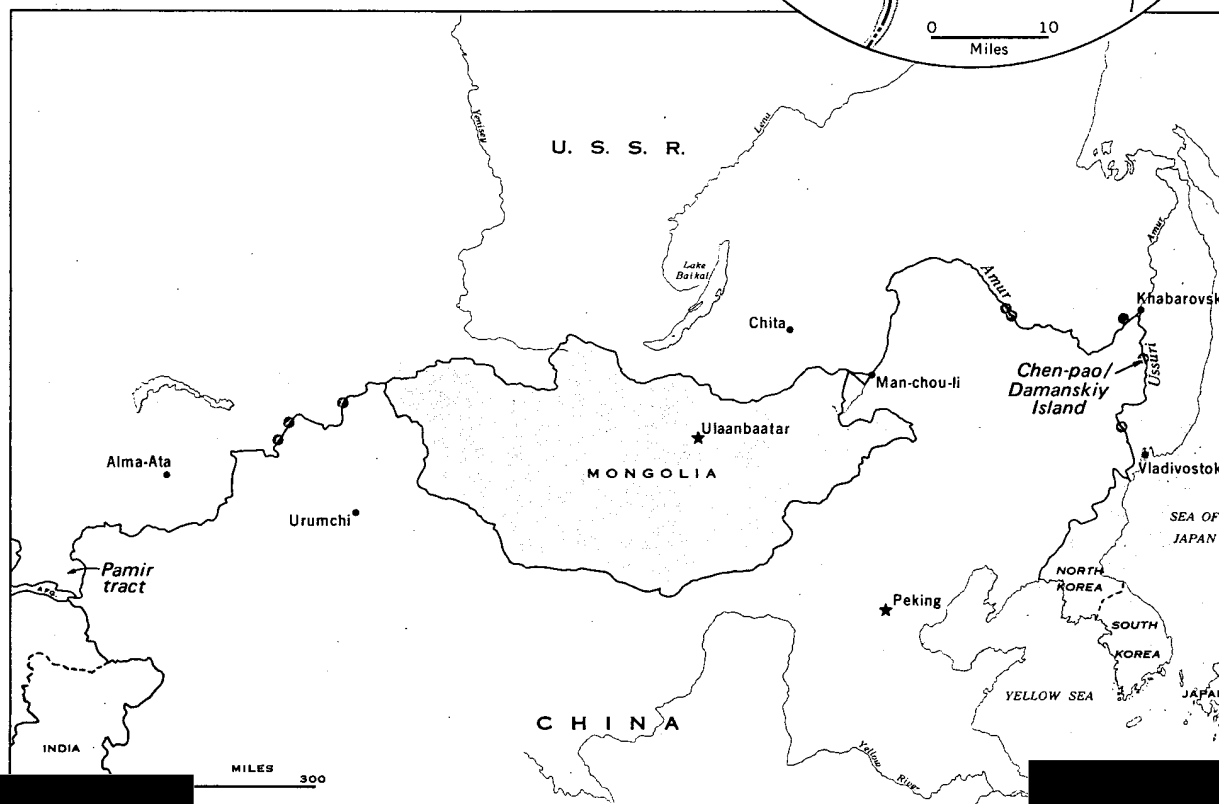 0 10
Miles
U. S. S. R.
Yenisey
Lena
Lake
Baikal
Chita
Amur
Amur
Khabarovsk
Ussuri
Chen-pao/
Damanskiy
Island
Man-chou-li
Ulaanbaatar
MONGOLIA
Alma-Ata
Urumchi
Vladivostok
SEA OF
JAPAN
Pamir
tract
AFG.
NORTH
KOREA
Peking
SOUTH
KOREA
YELLOW SEA
JAPAN
CHINA
INDIA
Yellow
River
MILES
300